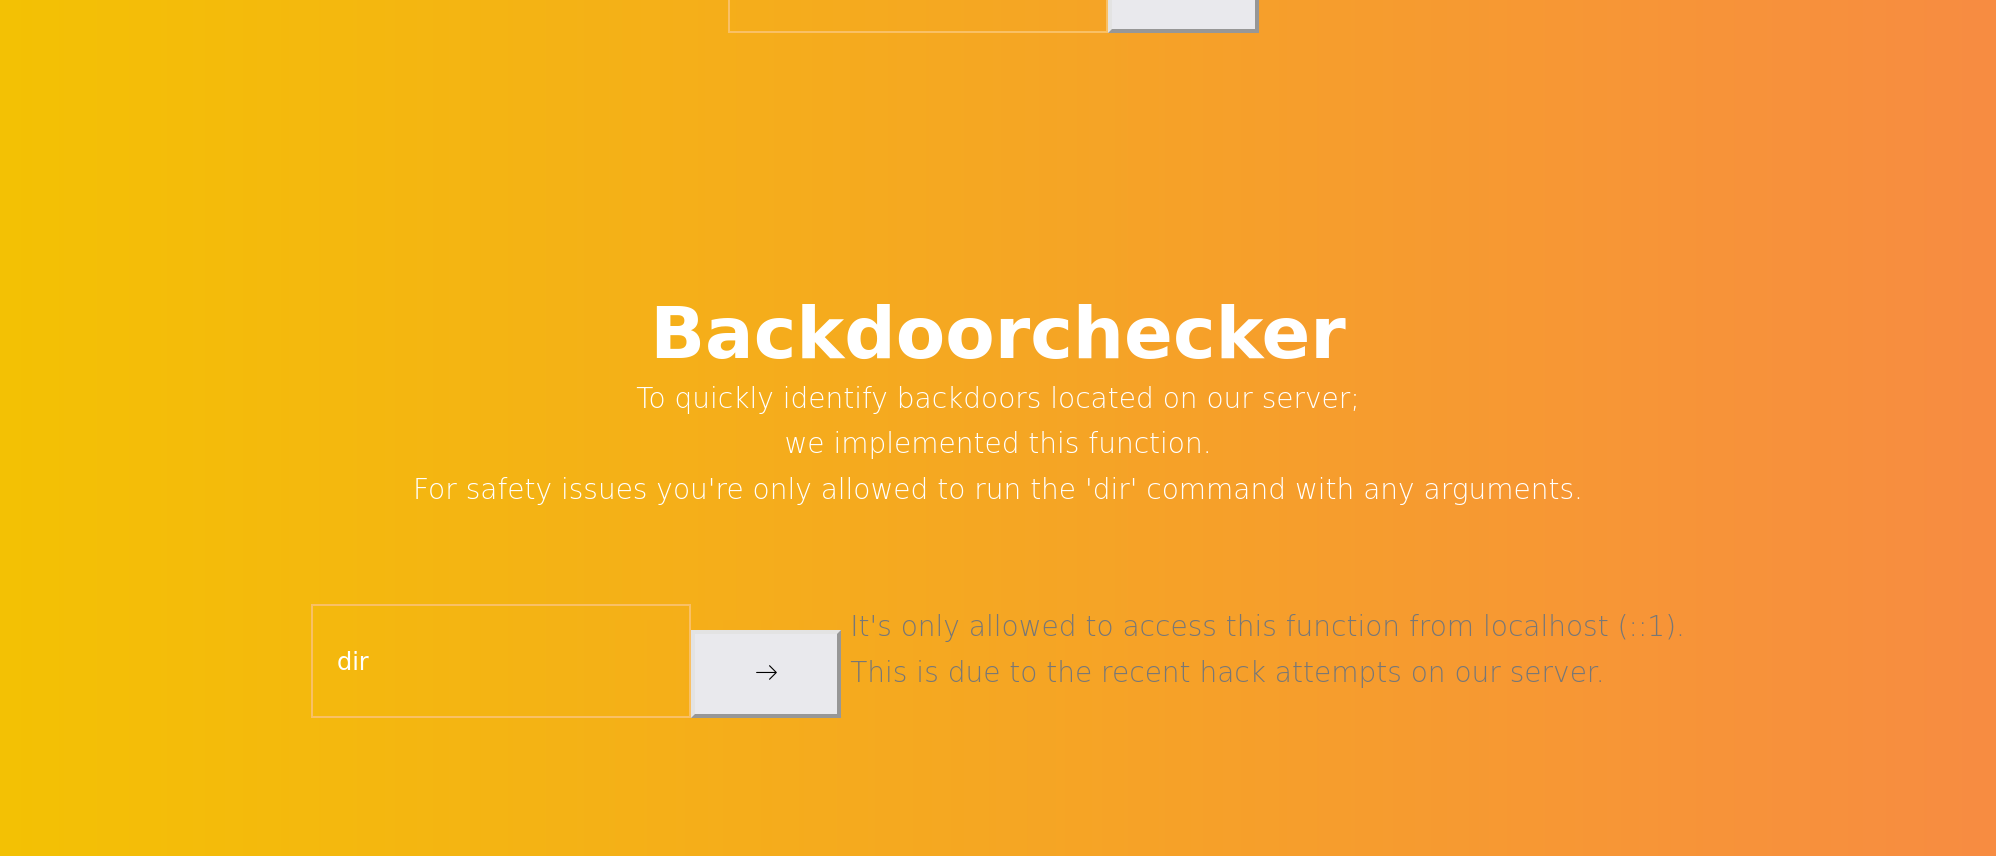 Backdoorchecker
To quickly identify backdoors located on our server;
we implemented this function.
For safety issues you're only allowed to run the 'dir' command with any arguments.
dir
→
It's only allowed to access this function from localhost (::1).
This is due to the recent hack attempts on our server.